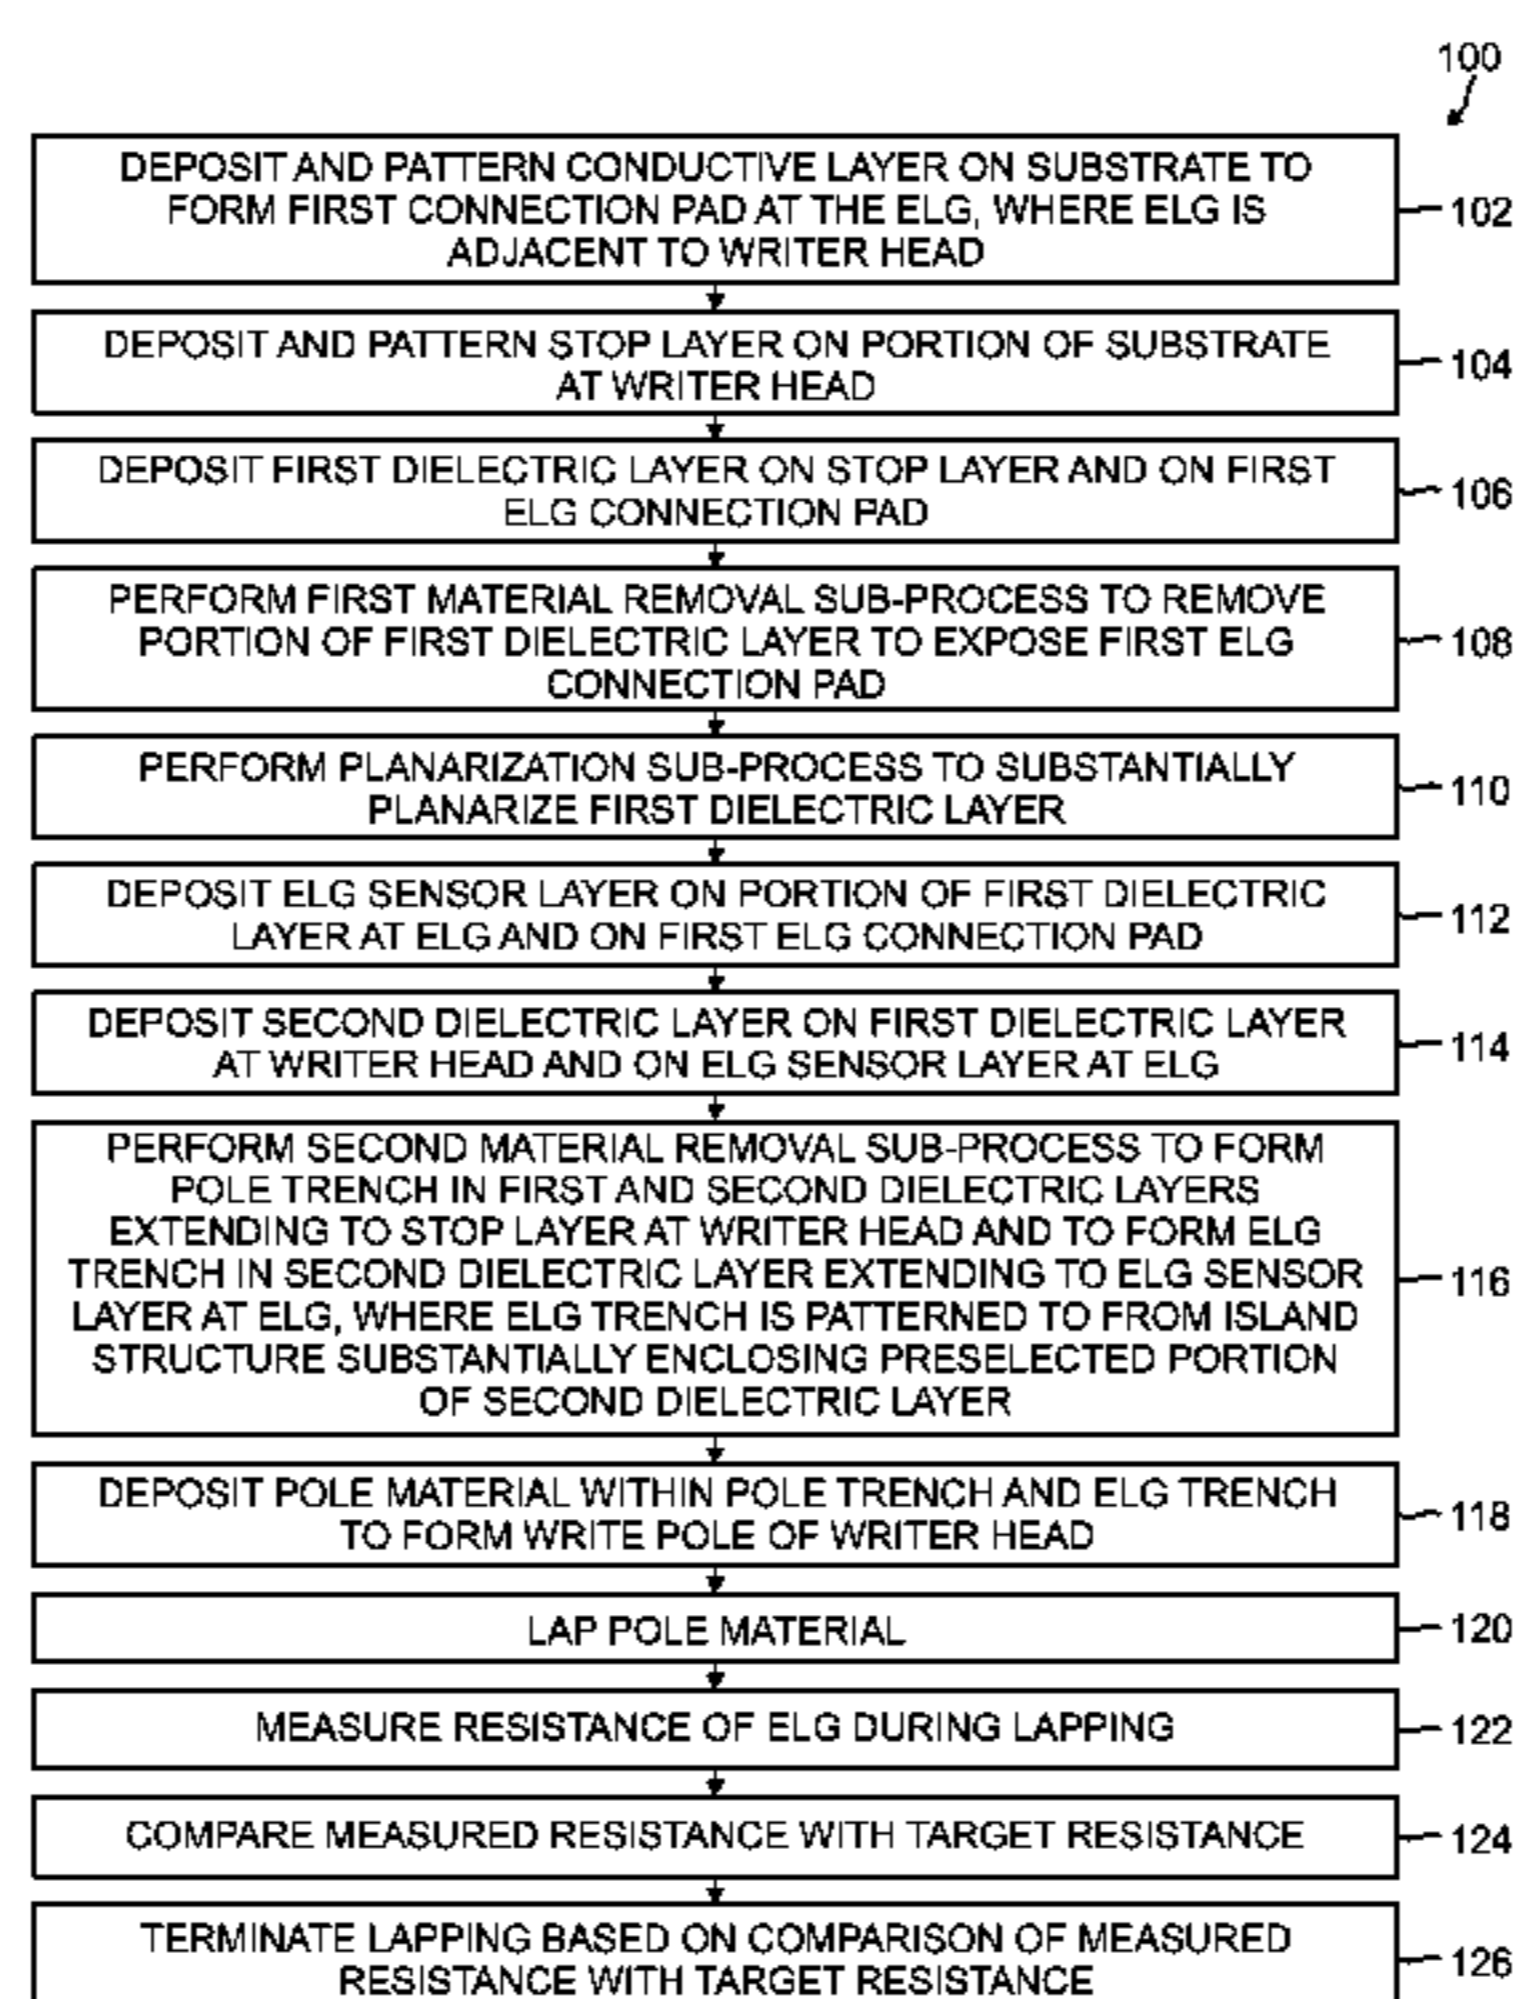 100
DEPOSIT AND PATTERN CONDUCTIVE LAYER ON SUBSTRATE TO
FORM FIRST CONNECTION PAD AT THE ELG, WHERE ELG IS
ADJACENT TO WRITER HEAD
102
DEPOSIT AND PATTERN STOP LAYER ON PORTION OF SUBSTRATE
AT WRITER HEAD
104
DEPOSIT FIRST DIELECTRIC LAYER ON STOP LAYER AND ON FIRST
ELG CONNECTION PAD
106
PERFORM FIRST MATERIAL REMOVAL SUB-PROCESS TO REMOVE
PORTION OF FIRST DIELECTRIC LAYER TO EXPOSE FIRST ELG
CONNECTION PAD
108
PERFORM PLANARIZATION SUB-PROCESS TO SUBSTANTIALLY
PLANARIZE FIRST DIELECTRIC LAYER
110
DEPOSIT ELG SENSOR LAYER ON PORTION OF FIRST DIELECTRIC
LAYER AT ELG AND ON FIRST ELG CONNECTION PAD
112
DEPOSIT SECOND DIELECTRIC LAYER ON FIRST DIELECTRIC LAYER
AT WRITER HEAD AND ON ELG SENSOR LAYER AT ELG
114
PERFORM SECOND MATERIAL REMOVAL SUB-PROCESS TO FORM
POLE TRENCH IN FIRST AND SECOND DIELECTRIC LAYERS
EXTENDING TO STOP LAYER AT WRITER HEAD AND TO FORM ELG
TRENCH IN SECOND DIELECTRIC LAYER EXTENDING TO ELG SENSOR
LAYER AT ELG, WHERE ELG TRENCH IS PATTERNED TO FROM ISLAND
STRUCTURE SUBSTANTIALLY ENCLOSING PRESELECTED PORTION
OF SECOND DIELECTRIC LAYER
116
DEPOSIT POLE MATERIAL WITHIN POLE TRENCH AND ELG TRENCH
TO FORM WRITE POLE OF WRITER HEAD
118
LAP POLE MATERIAL
120
MEASURE RESISTANCE OF ELG DURING LAPPING
122
COMPARE MEASURED RESISTANCE WITH TARGET RESISTANCE
124
TERMINATE LAPPING BASED ON COMPARISON OF MEASURED
RESISTANCE WITH TARGET RESISTANCE
126